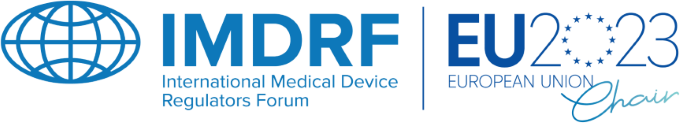 IMDRF
International Medical Device
Regulators Forum
EU2023
EUROPEAN UNION
Chair